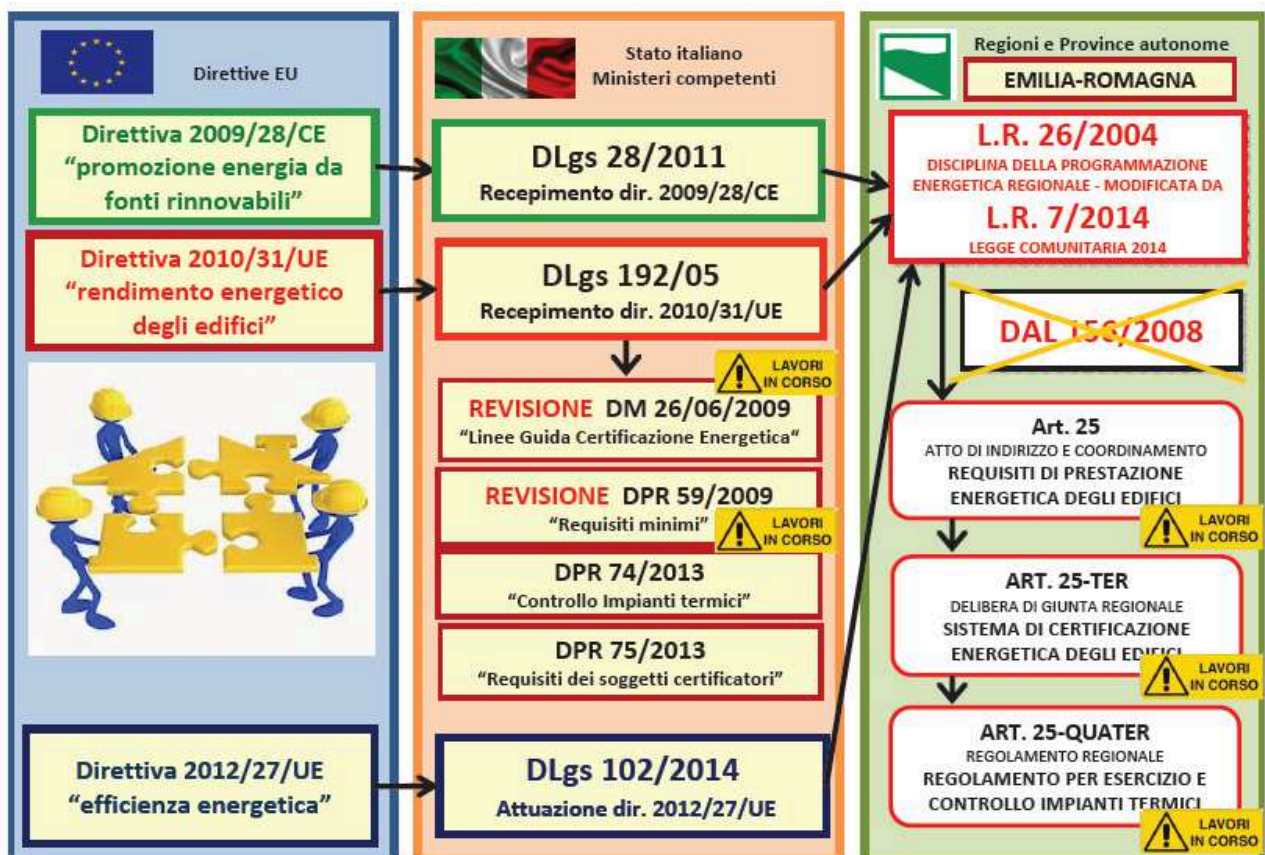 Direttive EU
Direttiva 2009/28/CE
“promozione energia da
fonti rinnovabili”
Direttiva 2010/31/UE
“rendimento energetico
degli edifici”
Direttiva 2012/27/UE
“efficienza energetica”
Stato italiano
Ministeri competenti
DLgs 28/2011
Recepimento dir. 2009/28/CE
DLgs 192/05
Recepimento dir. 2010/31/UE
LAVORI
IN CORSO
REVISIONE DM 26/06/2009
“Linee Guida Certificazione Energetica“
REVISIONE DPR 59/2009
“Requisiti minimi”
LAVORI
IN CORSO
DPR 74/2013
“Controllo Impianti termici”
DPR 75/2013
“Requisiti dei soggetti certificatori”
DLgs 102/2014
Attuazione dir. 2012/27/UE
Regioni e Province autonome
EMILIA-ROMAGNA
L.R. 26/2004
DISCIPLINA DELLA PROGRAMMAZIONE
ENERGETICA REGIONALE - MODIFICATA DA
L.R. 7/2014
LEGGE COMUNITARIA 2014
DAL 156/2008
Art. 25
ATTO DI INDIRIZZO E COORDINAMENTO
REQUISITI DI PRESTAZIONE
ENERGETICA DEGLI EDIFICI
LAVORI
IN CORSO
ART. 25-TER
DELIBERA DI GIUNTA REGIONALE
SISTEMA DI CERTIFICAZIONE
ENERGETICA DEGLI EDIFICI
LAVORI
IN CORSO
ART. 25-QUATER
REGOLAMENTO REGIONALE
REGOLAMENTO PER ESERCIZIO E
CONTROLLO IMPIANTI TERMICI
LAVORI
IN CORSO